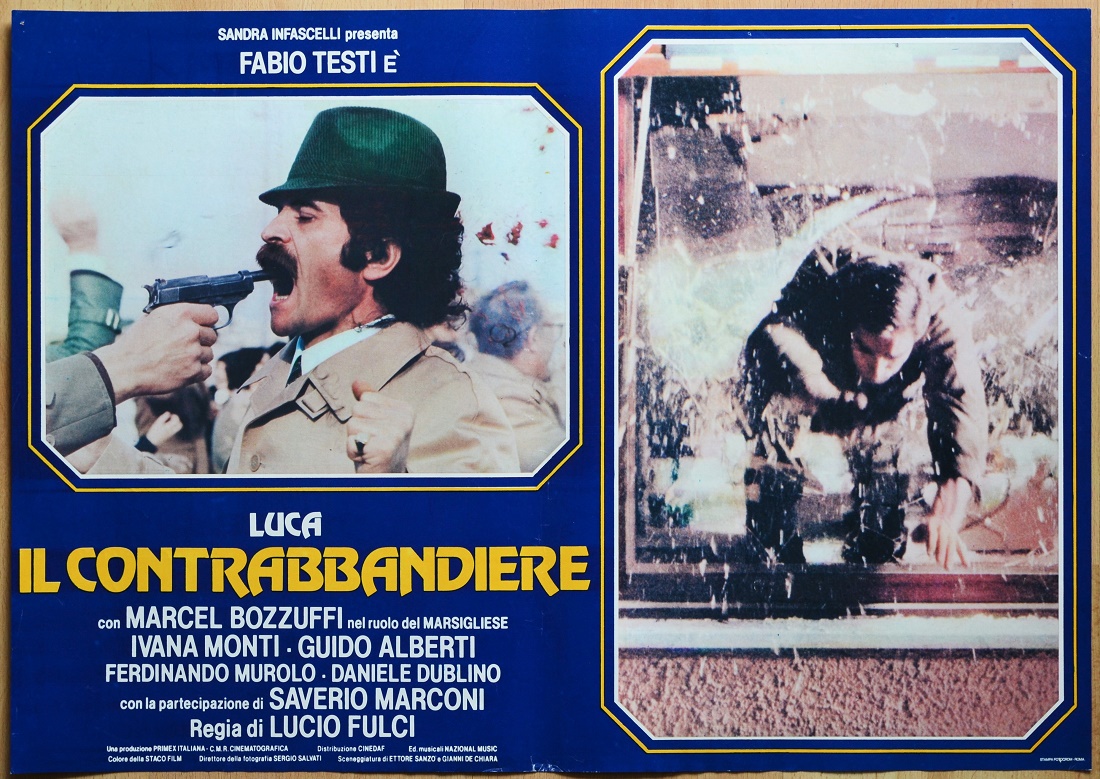 SANDRA INFASCELLI presenta
FABIO TESTI È
LUCA
IL CONTRABBANDIERE
con MARCEL BOZZUFFI nel ruolo del MARSIGLIESE
IVANA MONTI · GUIDO ALBERTI
FERDINANDO MUROLO · DANIELE DUBLINO
con la partecipazione di SAVERIO MARCONI
Regia di LUCIO FULCI
Una produzione PRIMEX ITALIANA - C.M.R. CINEMATOGRAFICA Distribuzione CINEDAF Ed. musicali NAZIONAL MUSIC
Colore della STACO FILM Direttore della fotografia SERGIO SALVATI Sceneggiatura di ETTORE SANZO' e GIANNI DE CHIARA